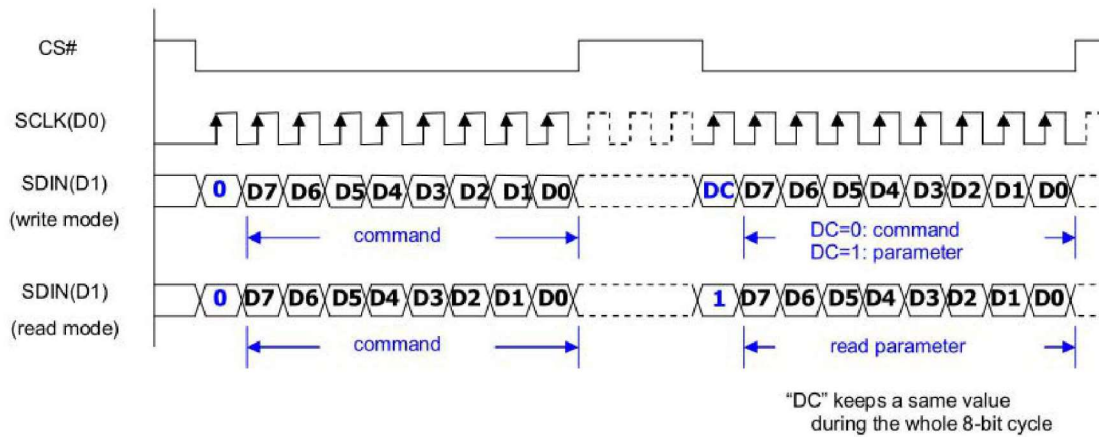 CS#
SCLK(D0)
SDIN(D1) 0 D7 D6 D5 D4 D3 D2 D1 D0 DC D7 D6 D5 D4 D3 D2 D1 D0
(write mode) command DC=0: command
DC=1: parameter
SDIN(D1) 0 D7 D6 D5 D4 D3 D2 D1 D0 1 D7 D6 D5 D4 D3 D2 D1 D0
(read mode) command read parameter
“DC” keeps a same value
during the whole 8-bit cycle